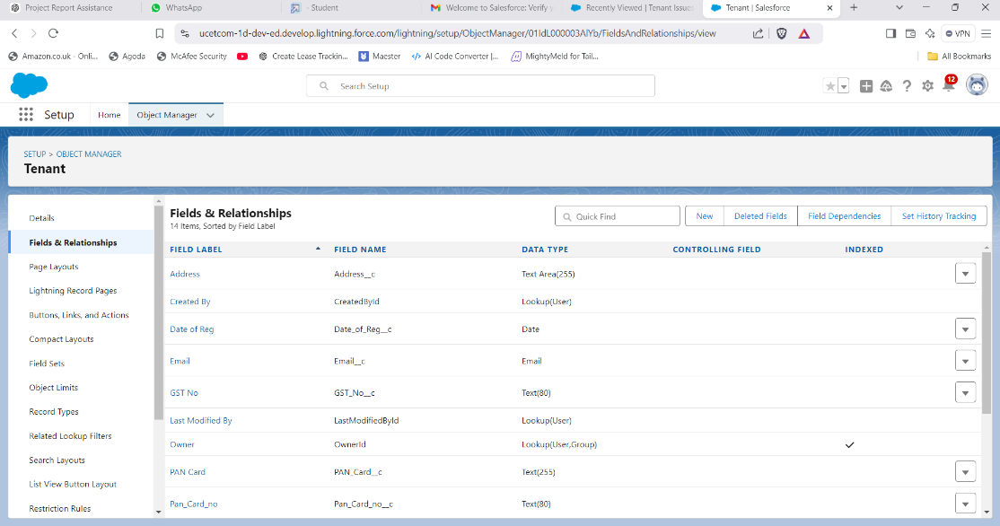 Project Report Assistance
WhatsApp
- Student
Welcome to Salesforce: Verify y
Recently Viewed | Tenant Issues
Tenant | Salesforce
ucetcom-1d-dev-ed.develop.lightning.force.com/lightning/setup/ObjectManager/01IdL000003AlYb/FieldsAndRelationships/view
VPN
Amazon.co.uk - Onli...
Agoda
McAfee Security
Create Lease Trackin...
Maester
AI Code Converter |...
MightyMeld for Tail...
All Bookmarks
Search Setup
12
Setup
Home
Object Manager
SETUP > OBJECT MANAGER
Tenant
Details
Fields & Relationships
Page Layouts
Lightning Record Pages
Buttons, Links, and Actions
Compact Layouts
Field Sets
Object Limits
Record Types
Related Lookup Filters
Search Layouts
List View Button Layout
Restriction Rules
Fields & Relationships
14 Items, Sorted by Field Label
Quick Find
New
Deleted Fields
Field Dependencies
Set History Tracking
FIELD LABEL FIELD NAME DATA TYPE CONTROLLING FIELD INDEXED
Address Address__c Text Area(255)
Created By CreatedById Lookup(User)
Date of Reg Date_of_Reg__c Date
Email Email__c Email
GST No GST_No__c Text(80)
Last Modified By LastModifiedById Lookup(User)
Owner OwnerId Lookup(User,Group)
PAN Card PAN_Card__c Text(255)
Pan_Card_no Pan_Card_no__c Text(80)